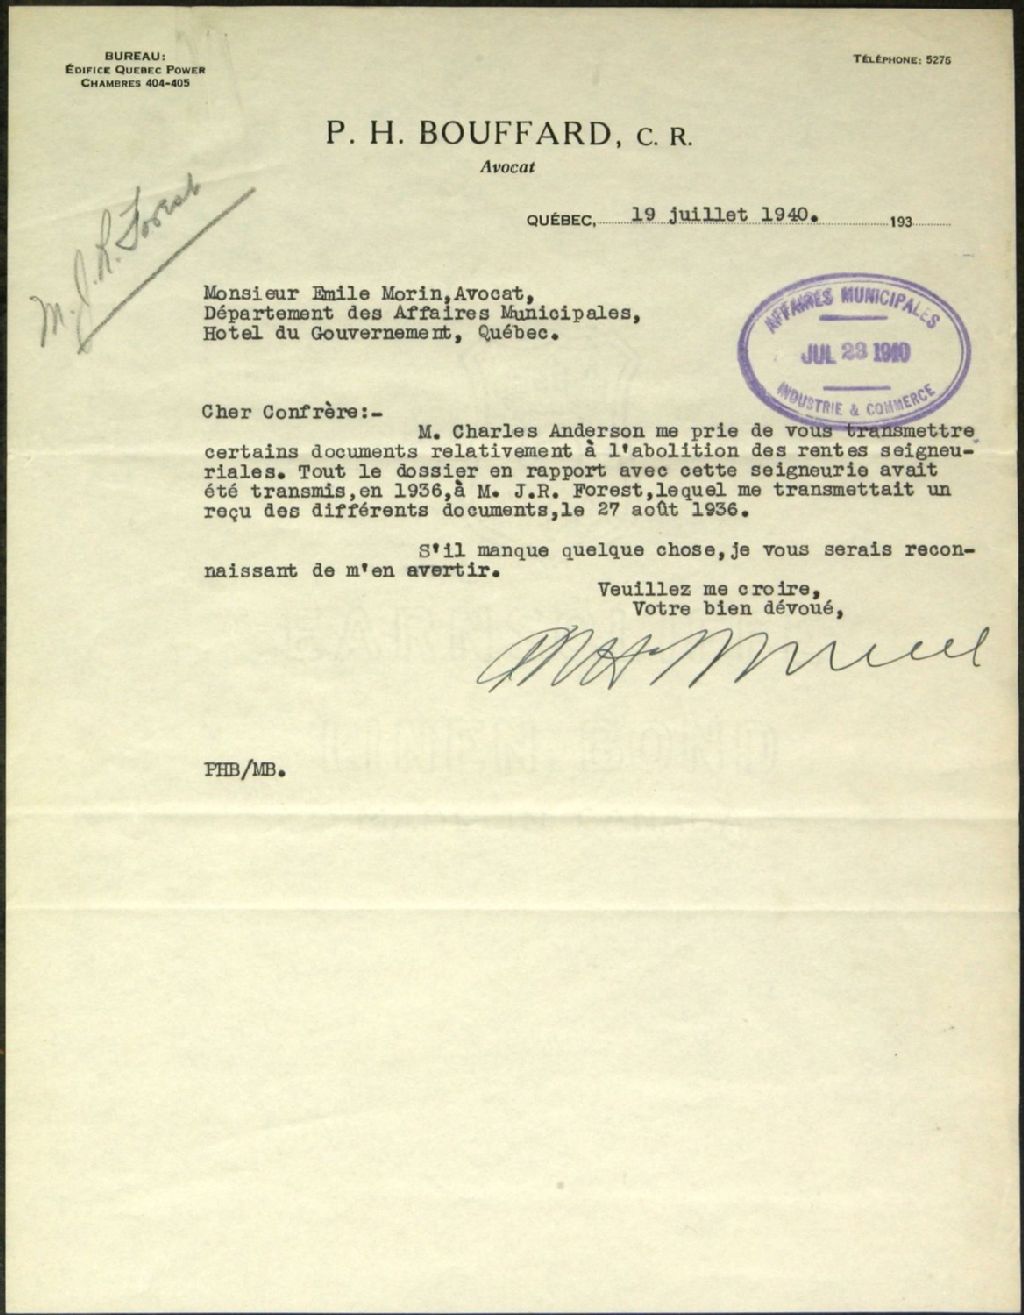 BUREAU:
ÉDIFICE QUEBEC POWER
CHAMBRES 404-405
TÉLÉPHONE: 5275
P. H. BOUFFARD, C. R.
Avocat
QUÉBEC, 19 juillet 1940. 193
M. J. R. Forest
Monsieur Emile Morin,Avocat,
Département des Affaires Municipales,
Hotel du Gouvernement, Québec.
AFFAIRES MUNICIPALES
JUL 23 1940
INDUSTRIE & COMMERCE
Cher Confrère:-
M. Charles Anderson me prie de vous transmettre
certains documents relativement à l'abolition des rentes seigneu-
riales. Tout le dossier en rapport avec cette seigneurie avait
été transmis,en 1936,à M. J.R. Forest,lequel me transmettait un
reçu des différents documents,le 27 août 1936.
S'il manque quelque chose,je vous serais recon-
naissant de m'en avertir.
Veuillez me croire,
Votre bien dévoué,
PHB/MB.